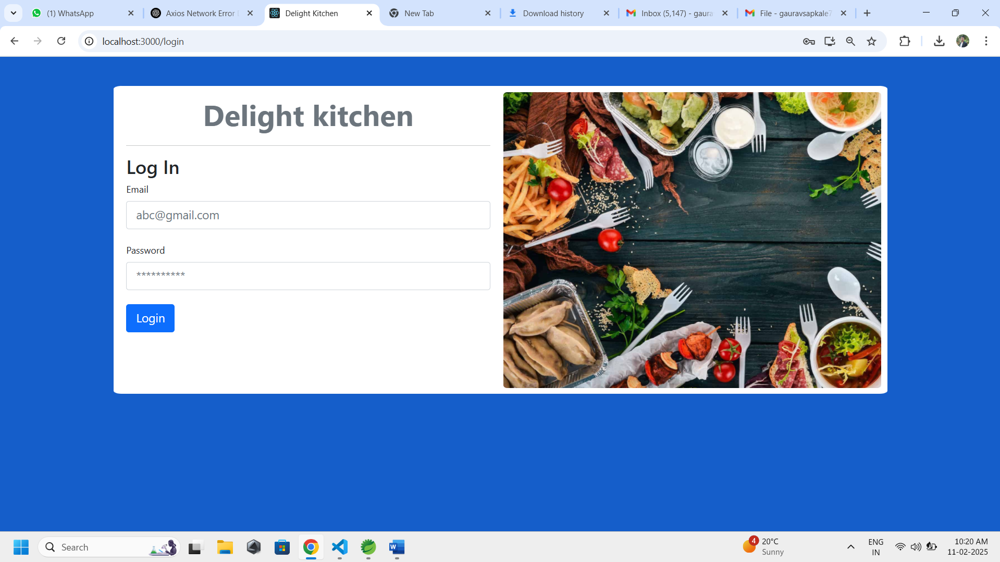 (1) WhatsApp
Axios Network Error
Delight Kitchen
New Tab
Download history
Inbox (5,147) - gaura
File - gauravsapkale7
localhost:3000/login
Delight kitchen
Log In
Email
abc@gmail.com
Password
**********
Login
Search
4
20°C
Sunny
ENG
IN
10:20 AM
11-02-2025